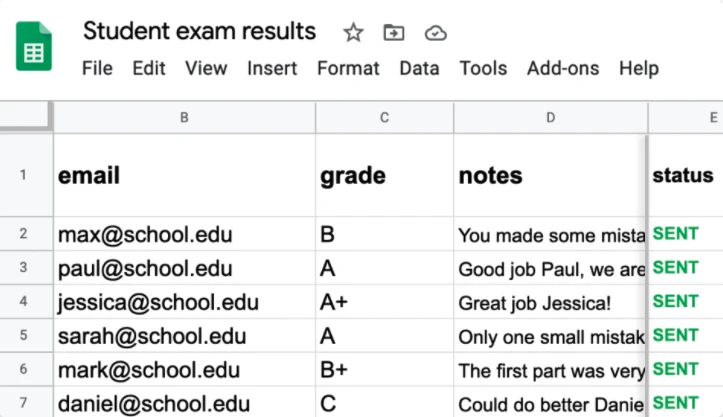 Student exam results
File Edit View Insert Format Data Tools Add-ons Help
B C D E
1 email grade notes status
2 max@school.edu B You made some mista SENT
3 paul@school.edu A Good job Paul, we are SENT
4 jessica@school.edu A+ Great job Jessica! SENT
5 sarah@school.edu A Only one small mistak SENT
6 mark@school.edu B+ The first part was very SENT
7 daniel@school.edu C Could do better Danie SENT